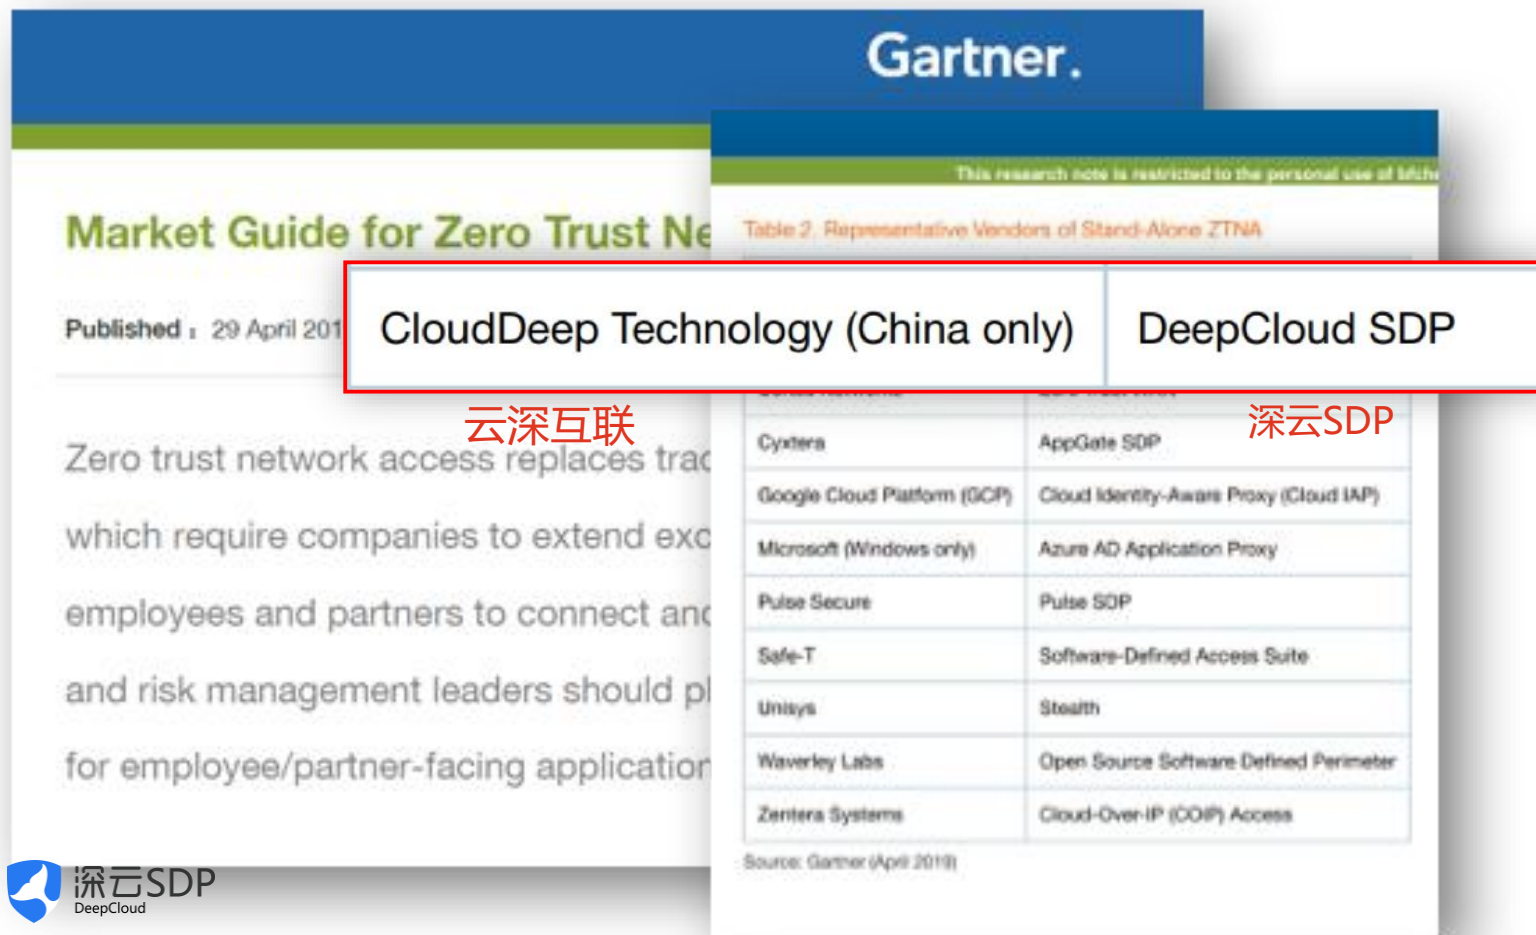 Gartner.
This research note is restricted to the personal use of
Market Guide for Zero Trust Ne
Table 2. Representative Vendors of Stand-Alone ZTNA
Published : 29 April 201
CloudDeep Technology (China only) DeepCloud SDP
云深互联 深云SDP
Zero trust network access replaces trad
which require companies to extend exc
employees and partners to connect and
and risk management leaders should pl
for employee/partner-facing application
Cyxtera AppGate SDP
Google Cloud Platform (GCP) Cloud Identity-Aware Proxy (Cloud IAP)
Microsoft (Windows only) Azure AD Application Proxy
Pulse Secure Pulse SDP
Safe-T Software-Defined Access Suite
Unisys Stealth
Waverley Labs Open Source Software Defined Perimeter
Zentera Systems Cloud-Over-IP (COIP) Access
Source: Gartner (April 2019)
深云SDP
DeepCloud